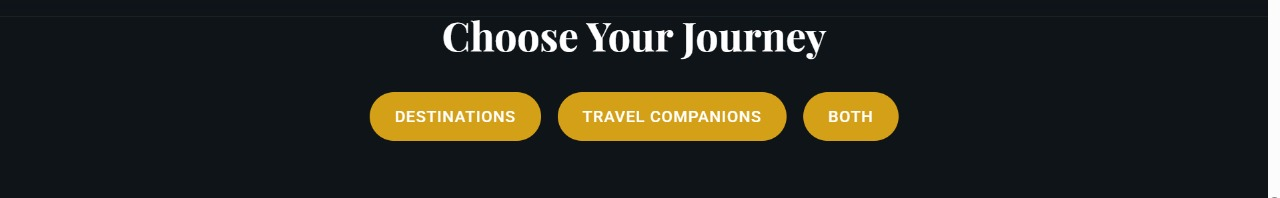 Choose Your Journey
DESTINATIONS TRAVEL COMPANIONS BOTH